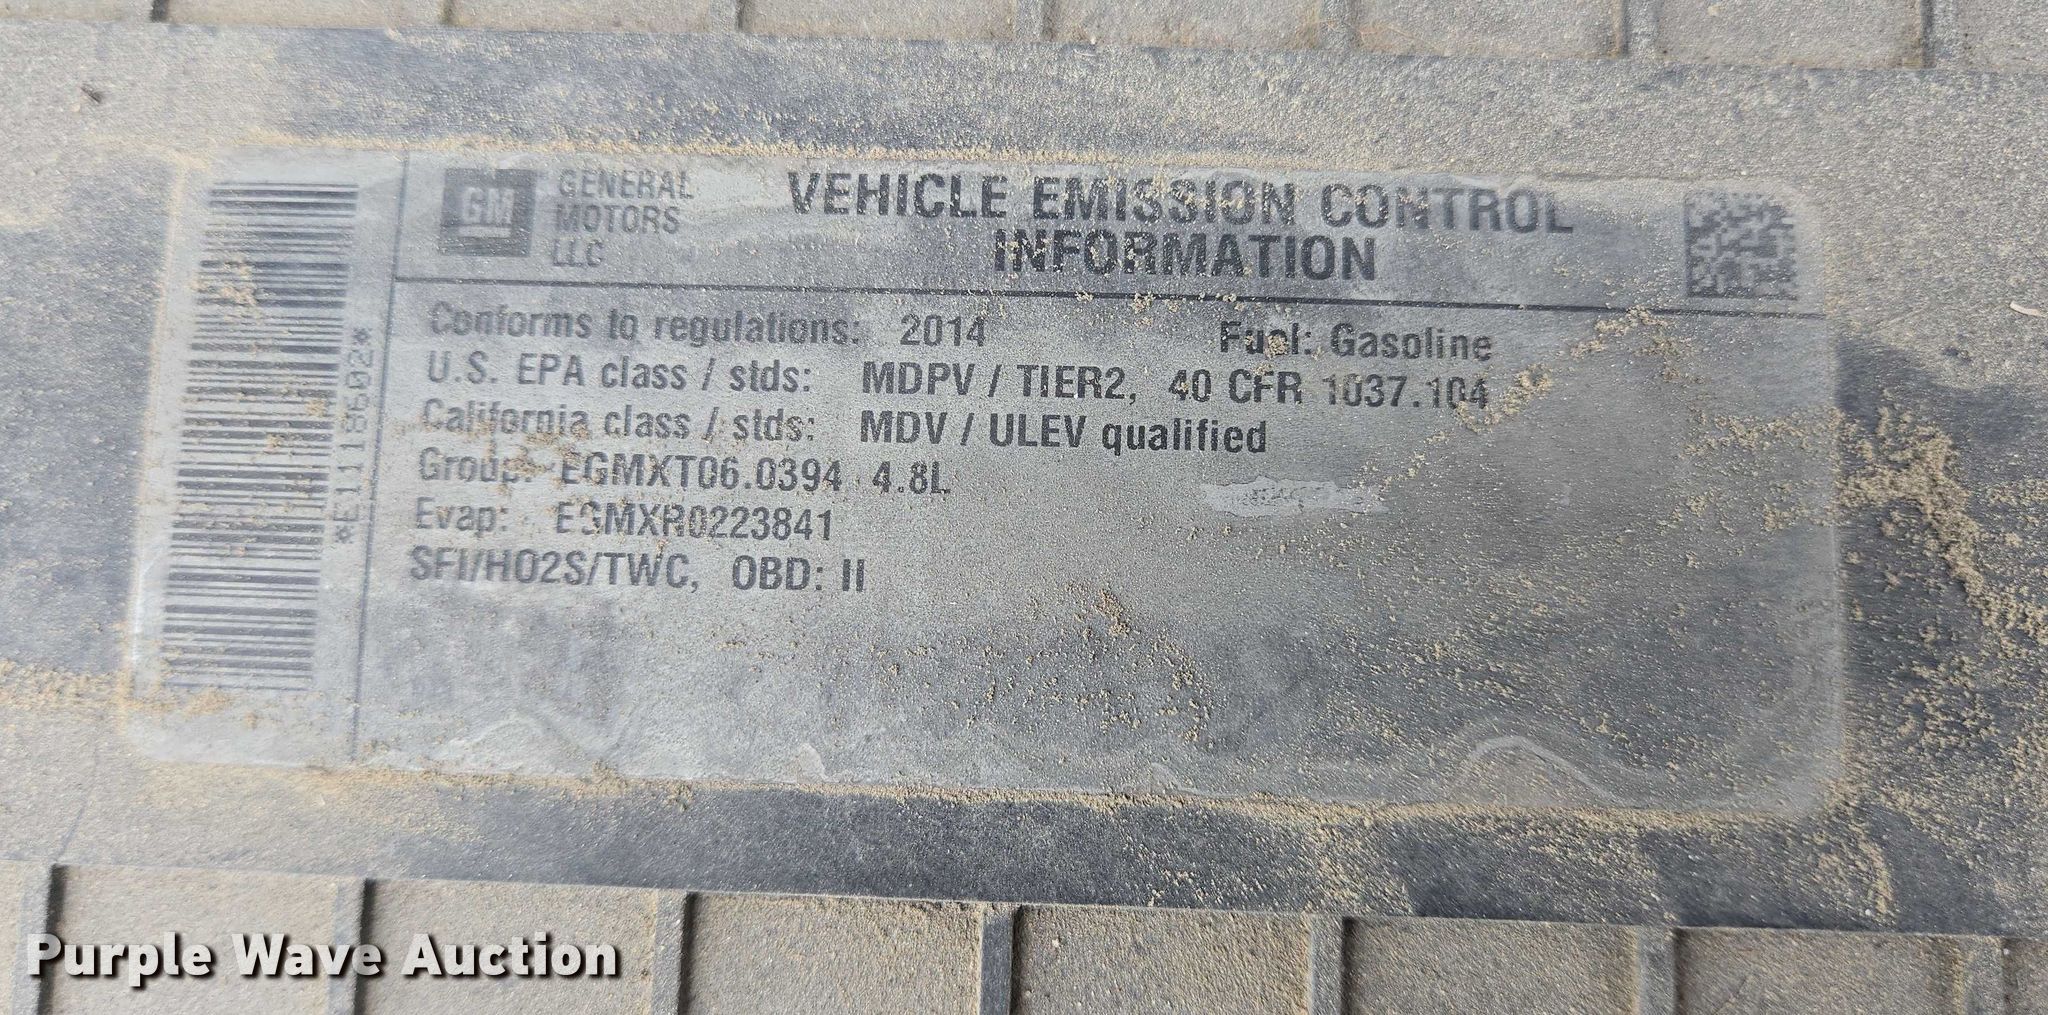 GM GENERAL MOTORS LLC
VEHICLE EMISSION CONTROL
INFORMATION
Conforms to regulations: 2014 Fuel: Gasoline
U.S. EPA class / stds: MDPV / TIER2, 40 CFR 1037.104
California class / stds: MDV / ULEV qualified
Group: EGMXT06.0394 4.8L
Evap: EGMXR0223841
SFI/HO2S/TWC, OBD: II
*E11118602*
Purple Wave Auction